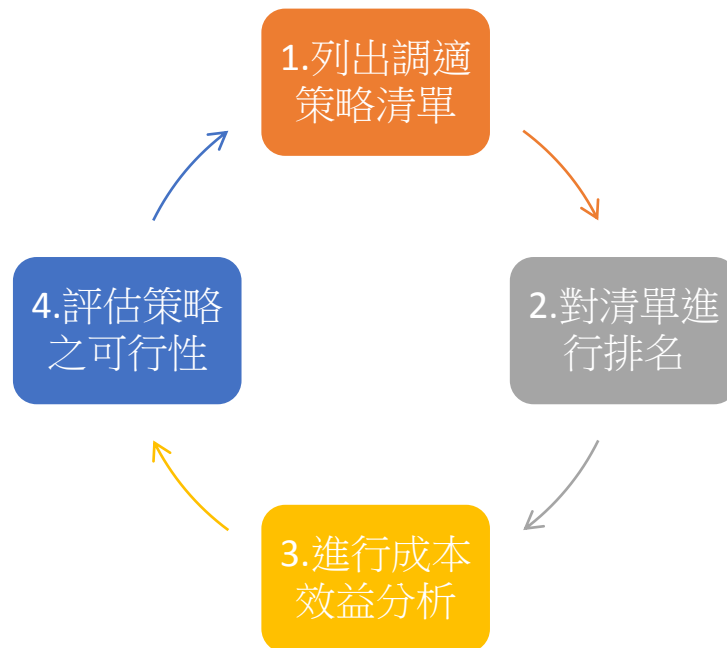 1.列出調適
策略清單
2.對清單進
行排名
3.進行成本
效益分析
4.評估策略
之可行性